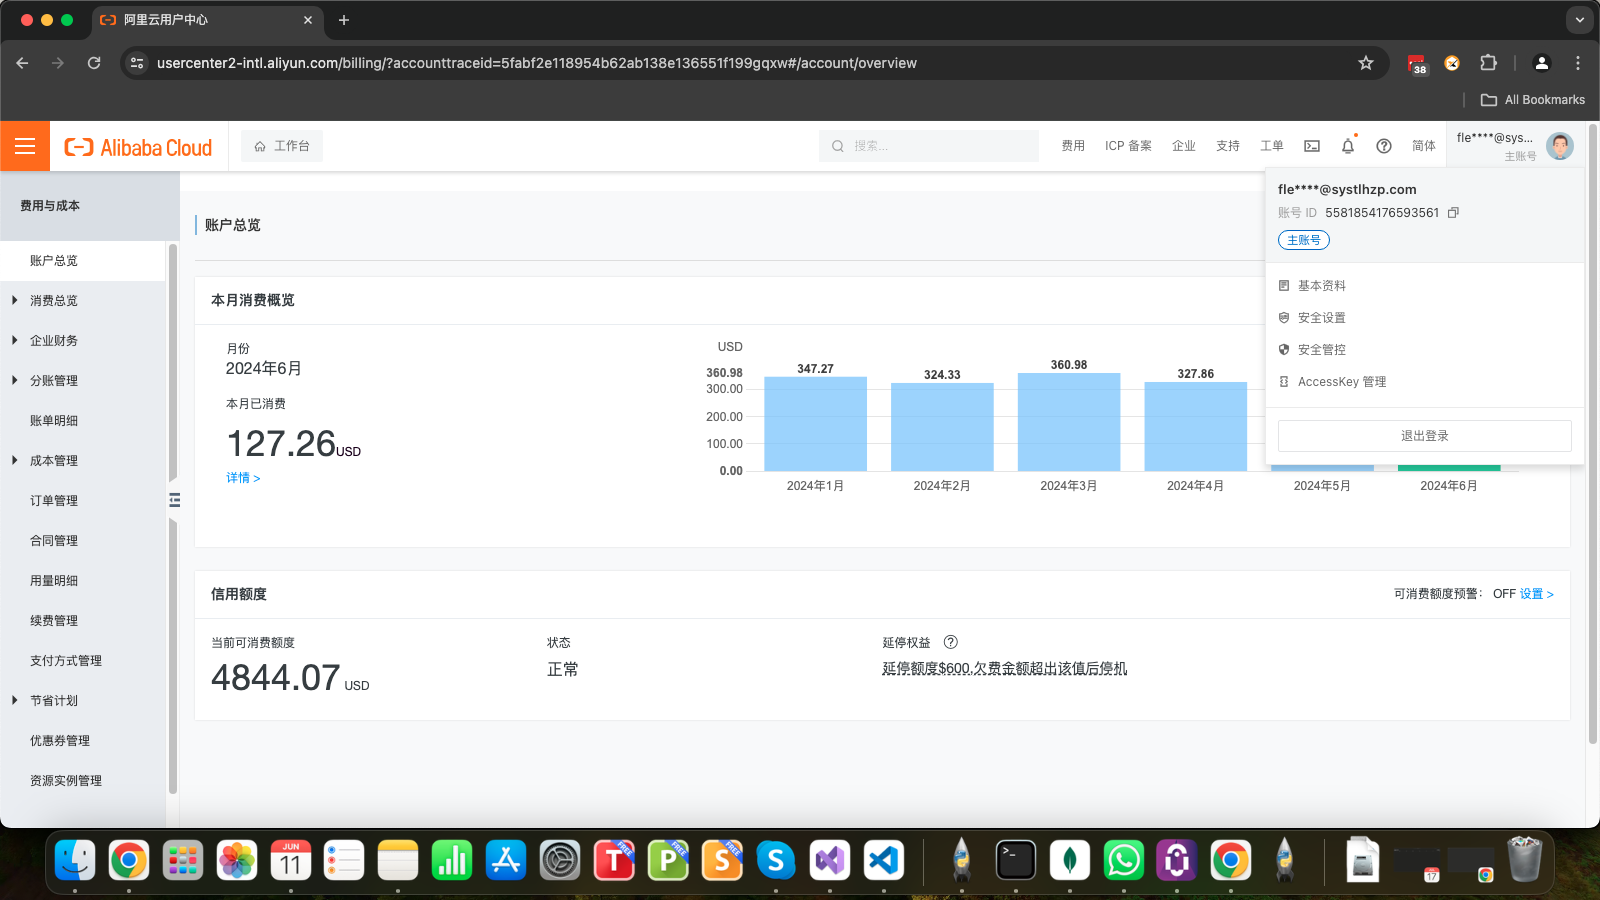 阿里云用户中心
usercenter2-intl.aliyun.com/billing/?accounttraceid=5fabf2e118954b62ab138e136551f199gqxw#/account/overview
38
All Bookmarks
Alibaba Cloud
工作台
搜索...
费用
ICP 备案
企业
支持
工单
简体
fle****@sys...
主账号
fle****@systlhzp.com
账号 ID 5581854176593561
主账号
基本资料
安全设置
安全管控
AccessKey 管理
退出登录
费用与成本
账户总览
消费总览
企业财务
分账管理
账单明细
成本管理
订单管理
合同管理
用量明细
续费管理
支付方式管理
节省计划
优惠券管理
资源实例管理
账户总览
本月消费概览
月份
2024年6月
本月已消费
127.26USD
详情 >
USD
360.98
300.00
200.00
100.00
0.00
347.27
324.33
360.98
327.86
2024年1月
2024年2月
2024年3月
2024年4月
2024年5月
2024年6月
信用额度
可消费额度预警： OFF 设置 >
当前可消费额度
4844.07 USD
状态
正常
延停权益
延停额度$600,欠费金额超出该值后停机
JUN
11
T
FREE
P
FREE
S
FREE
S
17